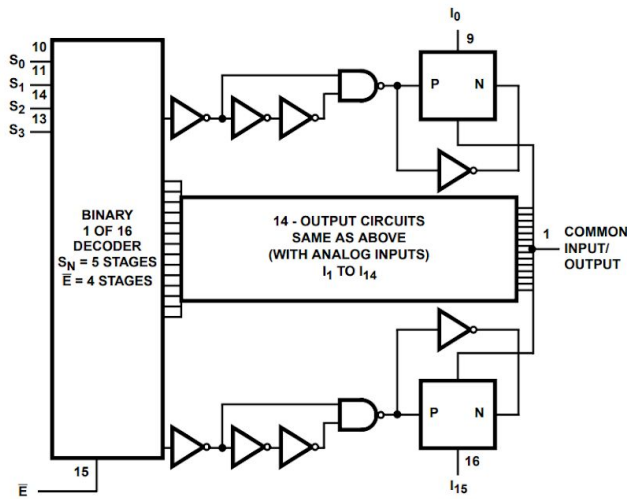 I0
10
9
S0
11
S1
14
S2
13
S3
P N
BINARY
1 OF 16
DECODER
SN = 5 STAGES
E̅ = 4 STAGES
14 - OUTPUT CIRCUITS
SAME AS ABOVE
(WITH ANALOG INPUTS)
I1 TO I14
1
COMMON
INPUT/
OUTPUT
P N
15
16
E̅
I15